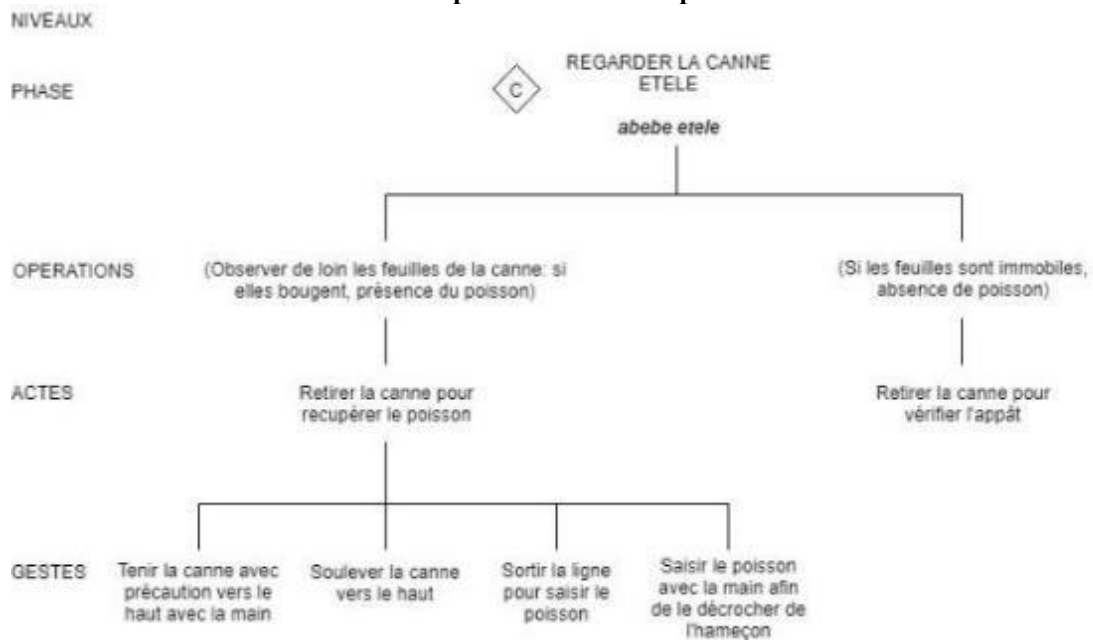 NIVEAUX
PHASE
C
REGARDER LA CANNE
ETELE
abebe etele
OPERATIONS
(Observer de loin les feuilles de la canne: si
elles bougent, présence du poisson)
(Si les feuilles sont immobiles,
absence de poisson)
ACTES
Retirer la canne pour
recupérer le poisson
Retirer la canne pour
vérifier l'appât
GESTES
Tenir la canne avec
précaution vers le
haut avec la main
Soulever la canne
vers le haut
Sortir la ligne
pour saisir le
poisson
Saisir le poisson
avec la main afin
de le décrocher de
l'hameçon